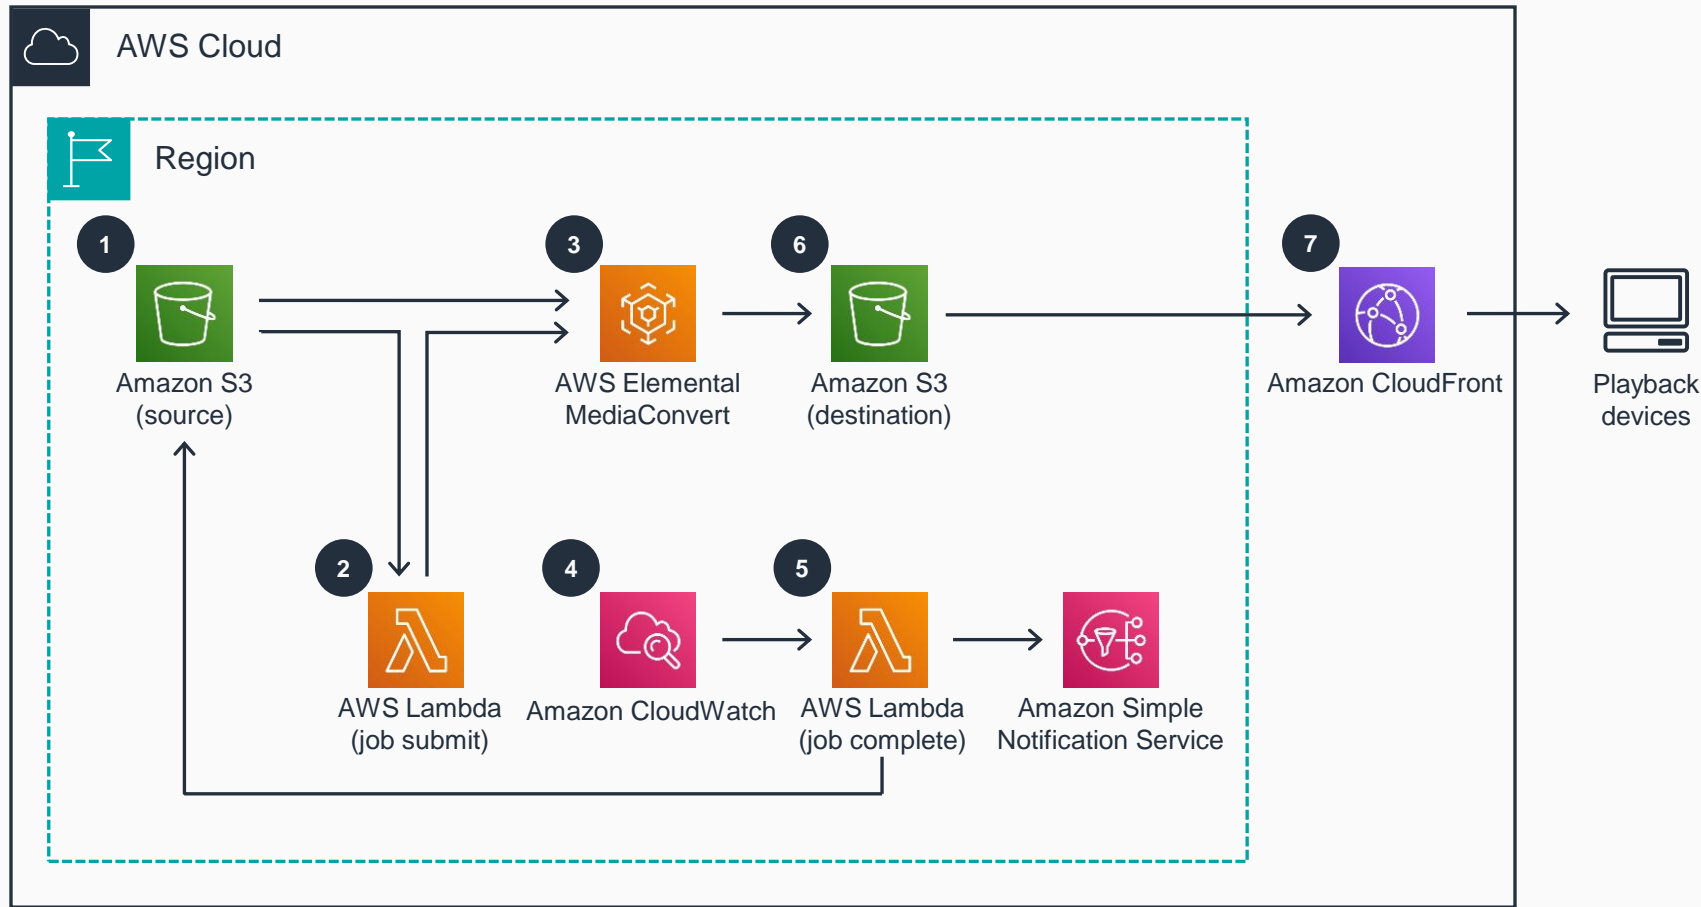 AWS Cloud
Region
1
3
6
7
Amazon S3
(source)
AWS Elemental
MediaConvert
Amazon S3
(destination)
Amazon CloudFront
Playback
devices
2
4
5
AWS Lambda
(job submit)
Amazon CloudWatch
AWS Lambda
(job complete)
Amazon Simple
Notification Service